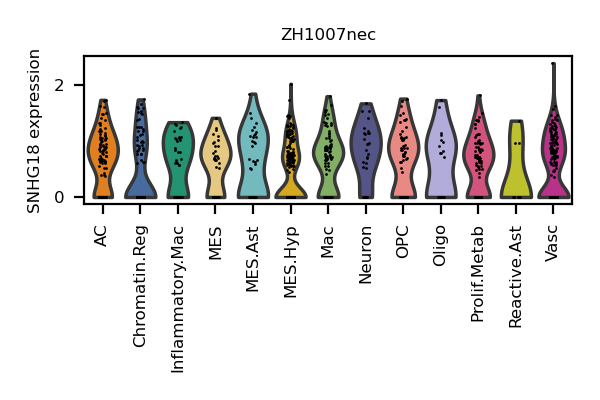 ZH1007nec
SNHG18 expression
2
0
AC
Chromatin.Reg
Inflammatory.Mac
MES
MES.Ast
MES.Hyp
Mac
Neuron
OPC
Oligo
Prolif.Metab
Reactive.Ast
Vasc